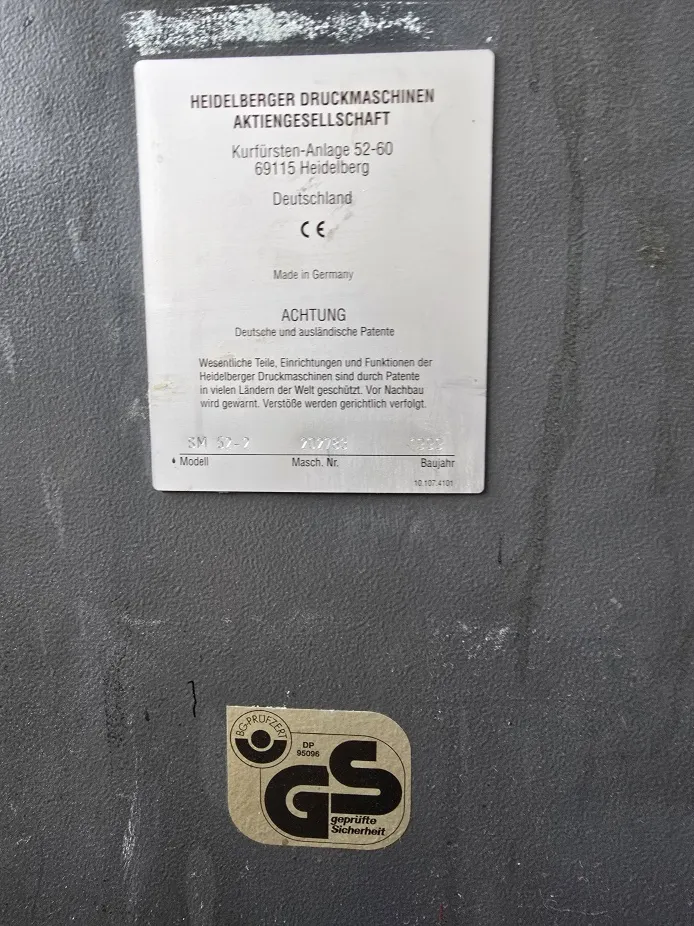 HEIDELBERGER DRUCKMASCHINEN
AKTIENGESELLSCHAFT
Kurfürsten-Anlage 52-60
69115 Heidelberg
Deutschland
CE
Made in Germany
ACHTUNG
Deutsche und ausländische Patente
Wesentliche Teile, Einrichtungen und Funktionen der
Heidelberger Druckmaschinen sind durch Patente
in vielen Ländern der Welt geschützt. Vor Nachbau
wird gewarnt. Verstöße werden gerichtlich verfolgt.
SM 52-2
Modell Masch. Nr. Baujahr
10.107.4101
BG-PRÜFZERT
DP
95096
GS
geprüfte
Sicherheit